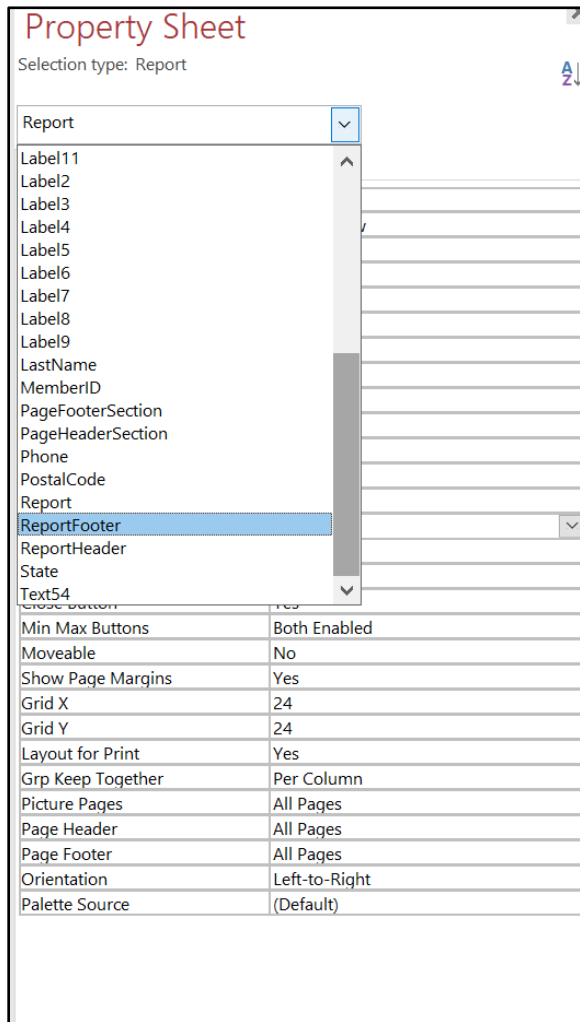 Property Sheet
Selection type: Report
Report
Label11
Label2
Label3
Label4
Label5
Label6
Label7
Label8
Label9
LastName
MemberID
PageFooterSection
PageHeaderSection
Phone
PostalCode
Report
ReportFooter
ReportHeader
State
Text54
Close Button Yes
Min Max Buttons Both Enabled
Moveable No
Show Page Margins Yes
Grid X 24
Grid Y 24
Layout for Print Yes
Grp Keep Together Per Column
Picture Pages All Pages
Page Header All Pages
Page Footer All Pages
Orientation Left-to-Right
Palette Source (Default)